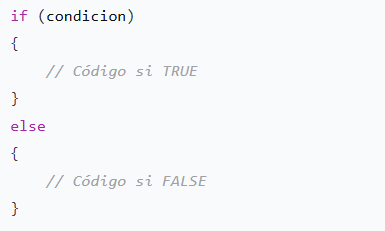 if (condicion)
{
    // Código si TRUE
}
else
{
    // Código si FALSE
}